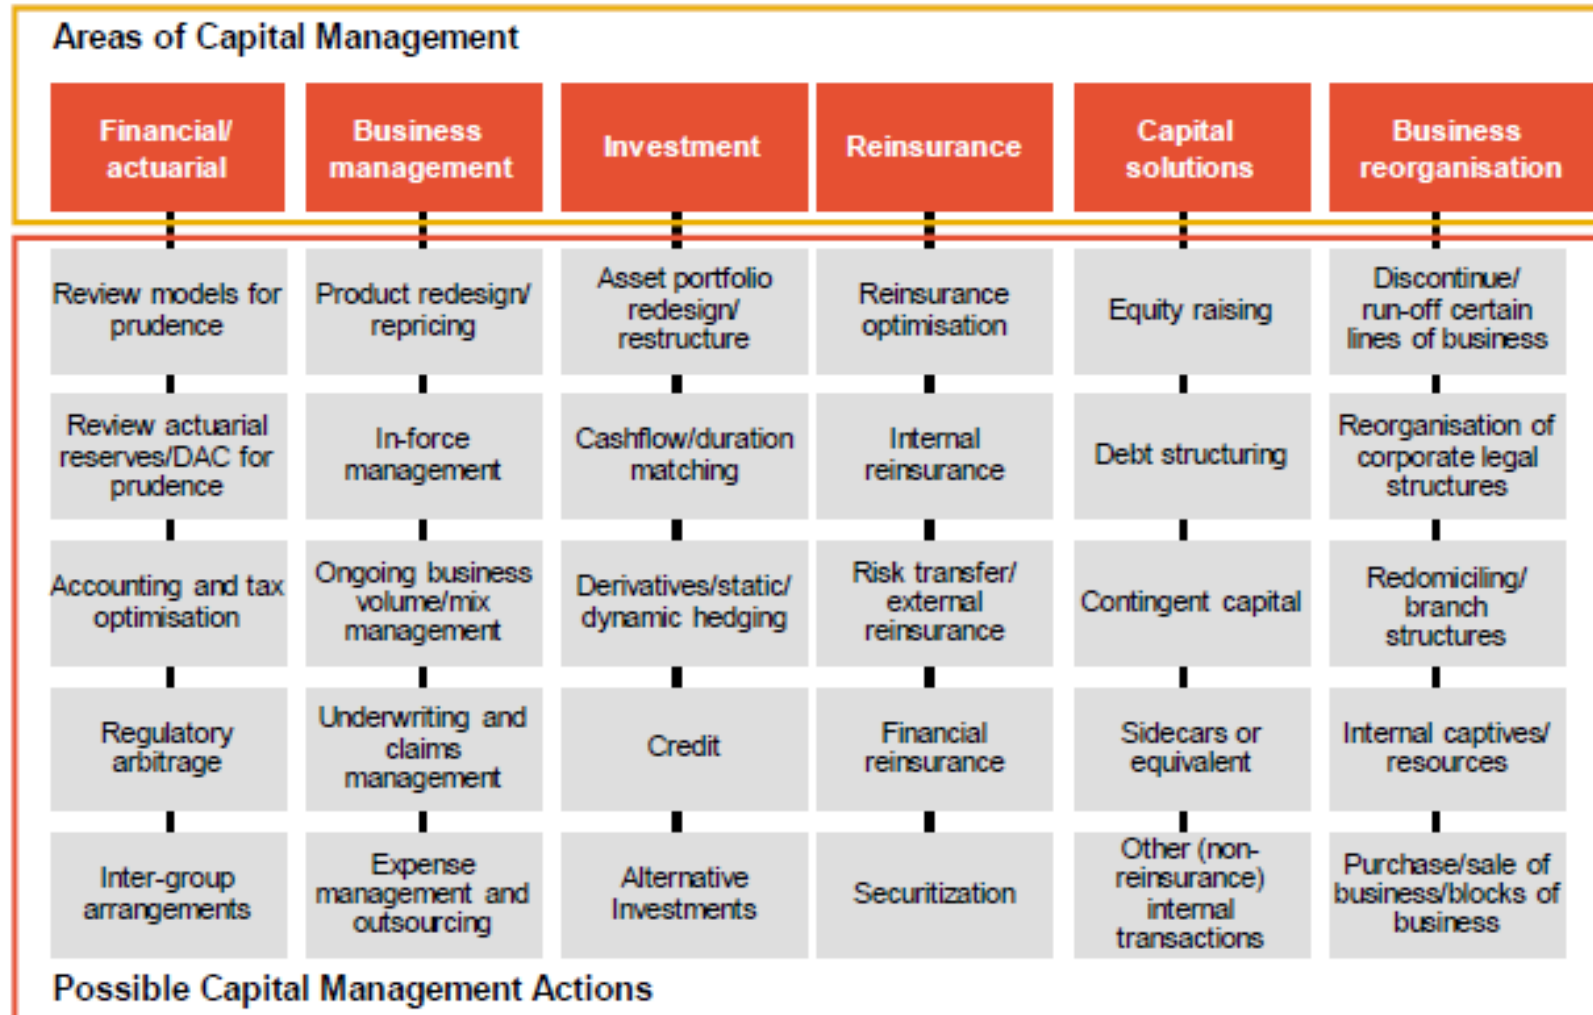 Areas of Capital Management
Financial/
actuarial
Business
management
Investment
Reinsurance
Capital
solutions
Business
reorganisation
Review models for
prudence
Product redesign/
repricing
Asset portfolio
redesign/
restructure
Reinsurance
optimisation
Equity raising
Discontinue/
run-off certain
lines of business
Review actuarial
reserves/DAC for
prudence
In-force
management
Cashflow/duration
matching
Internal
reinsurance
Debt structuring
Reorganisation of
corporate legal
structures
Accounting and tax
optimisation
Ongoing business
volume/mix
management
Derivatives/static/
dynamic hedging
Risk transfer/
external
reinsurance
Contingent capital
Redomiciling/
branch
structures
Regulatory
arbitrage
Underwriting and
claims
management
Credit
Financial
reinsurance
Sidecars or
equivalent
Internal captives/
resources
Inter-group
arrangements
Expense
management and
outsourcing
Alternative
Investments
Securitization
Other (non-
reinsurance)
internal
transactions
Purchase/sale of
business/blocks of
business
Possible Capital Management Actions